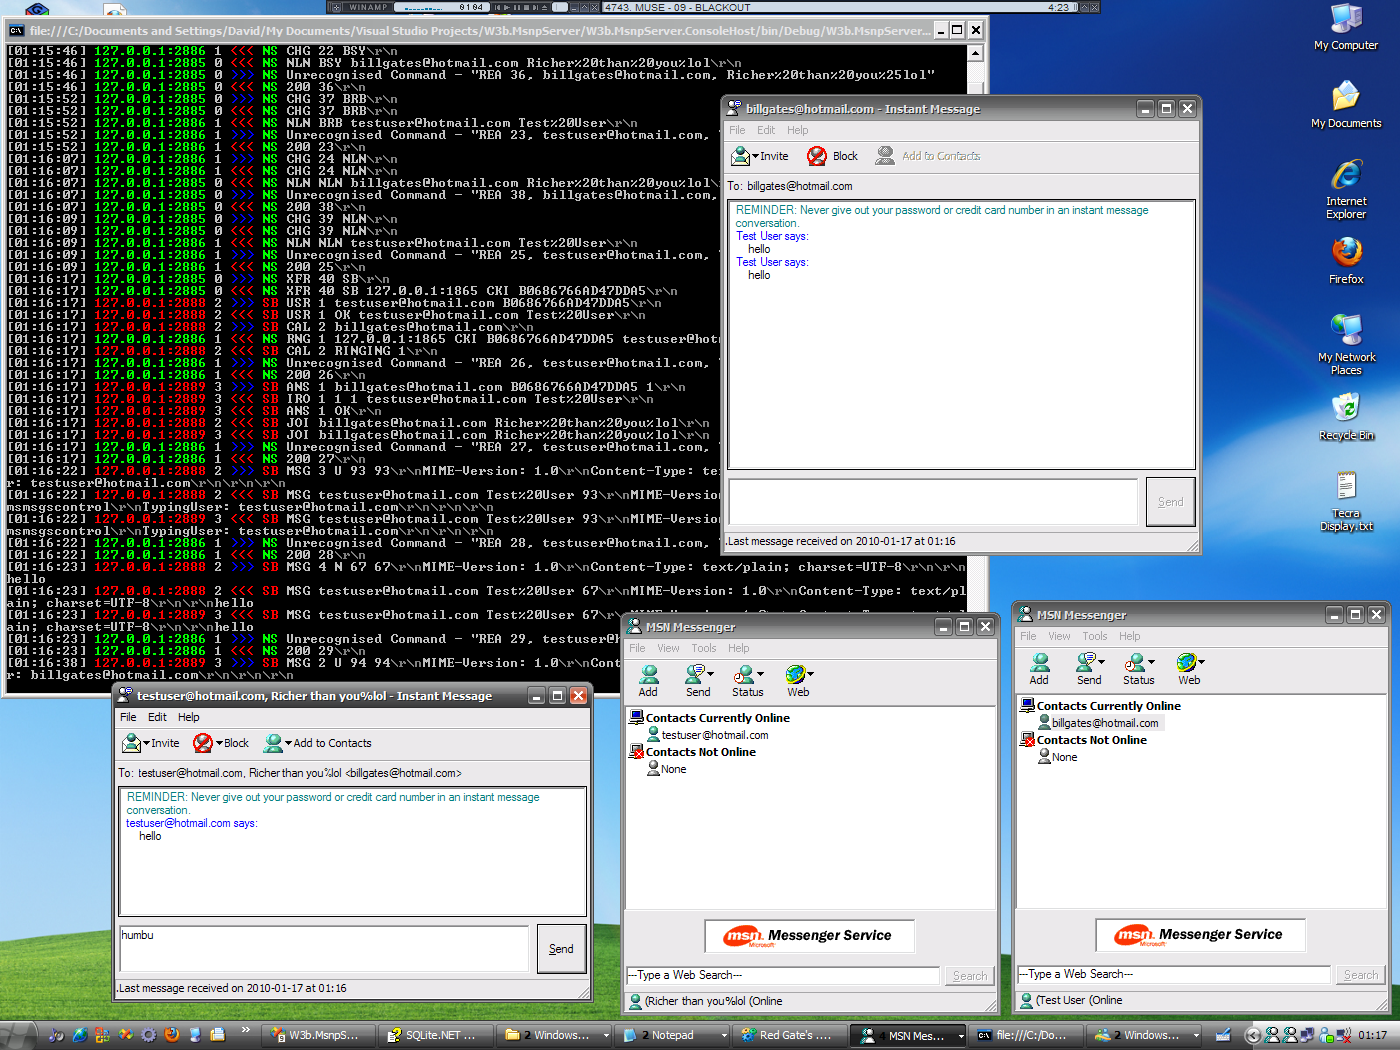 WINAMP
0 1 04
4743. MUSE - 09 - BLACKOUT
4:23
file:///C:/Documents and Settings/David/My Documents/Visual Studio Projects/W3b.MsnpServer/W3b.MsnpServer.ConsoleHost/bin/Debug/W3b.MsnpServer...
[01:15:46] 127.0.0.1:2886 1 <<< NS CHG 22 BSY\r\n
[01:15:46] 127.0.0.1:2885 0 <<< NS NLN BSY billgates@hotmail.com Richer%20than%20you%lol\r\n
[01:15:46] 127.0.0.1:2885 0 >>> NS Unrecognised Command - "REA 36, billgates@hotmail.com, Richer%20than%20you%25lol"
[01:15:46] 127.0.0.1:2885 0 <<< NS 200 36\r\n
[01:15:52] 127.0.0.1:2885 0 >>> NS CHG 37 BRB\r\n
[01:15:52] 127.0.0.1:2885 0 <<< NS CHG 37 BRB\r\n
[01:15:52] 127.0.0.1:2886 1 <<< NS NLN BRB testuser@hotmail.com Test%20User\r\n
[01:15:52] 127.0.0.1:2886 1 >>> NS Unrecognised Command - "REA 23, testuser@hotmail.com,
[01:15:52] 127.0.0.1:2886 1 <<< NS 200 23\r\n
[01:16:07] 127.0.0.1:2886 1 >>> NS CHG 24 NLN\r\n
[01:16:07] 127.0.0.1:2886 1 <<< NS CHG 24 NLN\r\n
[01:16:07] 127.0.0.1:2885 0 <<< NS NLN NLN billgates@hotmail.com Richer%20than%20you%lol
[01:16:07] 127.0.0.1:2885 0 >>> NS Unrecognised Command - "REA 38, billgates@hotmail.com,
[01:16:07] 127.0.0.1:2885 0 <<< NS 200 38\r\n
[01:16:09] 127.0.0.1:2885 0 >>> NS CHG 39 NLN\r\n
[01:16:09] 127.0.0.1:2885 0 <<< NS CHG 39 NLN\r\n
[01:16:09] 127.0.0.1:2886 1 <<< NS NLN NLN testuser@hotmail.com Test%20User\r\n
[01:16:09] 127.0.0.1:2886 1 >>> NS Unrecognised Command - "REA 25, testuser@hotmail.com,
[01:16:09] 127.0.0.1:2886 1 <<< NS 200 25\r\n
[01:16:17] 127.0.0.1:2885 0 >>> NS XFR 40 SB\r\n
[01:16:17] 127.0.0.1:2885 0 <<< NS XFR 40 SB 127.0.0.1:1865 CKI B0686766AD47DDA5\r\n
[01:16:17] 127.0.0.1:2888 2 >>> SB USR 1 testuser@hotmail.com B0686766AD47DDA5\r\n
[01:16:17] 127.0.0.1:2888 2 <<< SB USR 1 OK testuser@hotmail.com Test%20User\r\n
[01:16:17] 127.0.0.1:2888 2 >>> SB CAL 2 billgates@hotmail.com\r\n
[01:16:17] 127.0.0.1:2886 1 <<< NS RNG 1 127.0.0.1:1865 CKI B0686766AD47DDA5 testuser@hotma
[01:16:17] 127.0.0.1:2888 2 <<< SB CAL 2 RINGING 1\r\n
[01:16:17] 127.0.0.1:2886 1 >>> NS Unrecognised Command - "REA 26, testuser@hotmail.com,
[01:16:17] 127.0.0.1:2886 1 <<< NS 200 26\r\n
[01:16:17] 127.0.0.1:2889 3 >>> SB ANS 1 billgates@hotmail.com B0686766AD47DDA5 1\r\n
[01:16:17] 127.0.0.1:2889 3 <<< SB IRO 1 1 1 testuser@hotmail.com Test%20User\r\n
[01:16:17] 127.0.0.1:2889 3 <<< SB ANS 1 OK\r\n
[01:16:17] 127.0.0.1:2888 2 <<< SB JOI billgates@hotmail.com Richer%20than%20you%lol\r\n
[01:16:17] 127.0.0.1:2889 3 <<< SB JOI billgates@hotmail.com Richer%20than%20you%lol\r\n
[01:16:17] 127.0.0.1:2886 1 >>> NS Unrecognised Command - "REA 27, testuser@hotmail.com,
[01:16:17] 127.0.0.1:2886 1 <<< NS 200 27\r\n
[01:16:22] 127.0.0.1:2888 2 >>> SB MSG 3 U 93 93\r\nMIME-Version: 1.0\r\nContent-Type: te
r: testuser@hotmail.com\r\n\r\n\r\n
[01:16:22] 127.0.0.1:2888 2 <<< SB MSG testuser@hotmail.com Test%20User 93\r\nMIME-Version
msmsgscontrol\r\nTypingUser: testuser@hotmail.com\r\n\r\n\r\n
[01:16:22] 127.0.0.1:2889 3 <<< SB MSG testuser@hotmail.com Test%20User 93\r\nMIME-Version
msmsgscontrol\r\nTypingUser: testuser@hotmail.com\r\n\r\n\r\n
[01:16:22] 127.0.0.1:2886 1 >>> NS Unrecognised Command - "REA 28, testuser@hotmail.com,
[01:16:22] 127.0.0.1:2886 1 <<< NS 200 28\r\n
[01:16:23] 127.0.0.1:2888 2 >>> SB MSG 4 N 67 67\r\nMIME-Version: 1.0\r\nContent-Type: text/plain; charset=UTF-8\r\n\r\n
hello
[01:16:23] 127.0.0.1:2888 2 <<< SB MSG testuser@hotmail.com Test%20User 67\r\nMIME-Version: 1.0\r\nContent-Type: text/pl
ain; charset=UTF-8\r\n\r\nhello
[01:16:23] 127.0.0.1:2889 3 <<< SB MSG testuser@hotmail.com Test%20User 67\r\n
ain; charset=UTF-8\r\n\r\nhello
[01:16:23] 127.0.0.1:2886 1 >>> NS Unrecognised Command - "REA 29, testuser@
[01:16:23] 127.0.0.1:2886 1 <<< NS 200 29\r\n
[01:16:38] 127.0.0.1:2889 3 >>> SB MSG 2 U 94 94\r\nMIME-Version: 1.0\r\nCont
r: billgates@hotmail.com\r\n\r\n\r\n
billgates@hotmail.com - Instant Message
File Edit Help
Invite Block Add to Contacts
To: billgates@hotmail.com
REMINDER: Never give out your password or credit card number in an instant message
conversation.
Test User says:
hello
Test User says:
hello
Send
.Last message received on 2010-01-17 at 01:16
My Computer
My Documents
Internet
Explorer
Firefox
My Network
Places
Recycle Bin
Tecra
Display.txt
testuser@hotmail.com, Richer than you%lol - Instant Message
File Edit Help
Invite Block Add to Contacts
To: testuser@hotmail.com, Richer than you%lol <billgates@hotmail.com>
REMINDER: Never give out your password or credit card number in an instant message
conversation.
testuser@hotmail.com says:
hello
humbu
Send
.Last message received on 2010-01-17 at 01:16
MSN Messenger
File View Tools Help
Add Send Status Web
Contacts Currently Online
testuser@hotmail.com
Contacts Not Online
None
msn Messenger Service
Microsoft
---Type a Web Search---
Search
(Richer than you%lol (Online
MSN Messenger
File View Tools Help
Add Send Status Web
Contacts Currently Online
billgates@hotmail.com
Contacts Not Online
None
msn Messenger Service
Microsoft
---Type a Web Search---
Search
(Test User (Online
W3b.MsnpS...
SQLite.NET ...
2 Windows...
2 Notepad
Red Gate's ...
4 MSN Mes...
file:///C:/Do...
2 Windows...
01:17